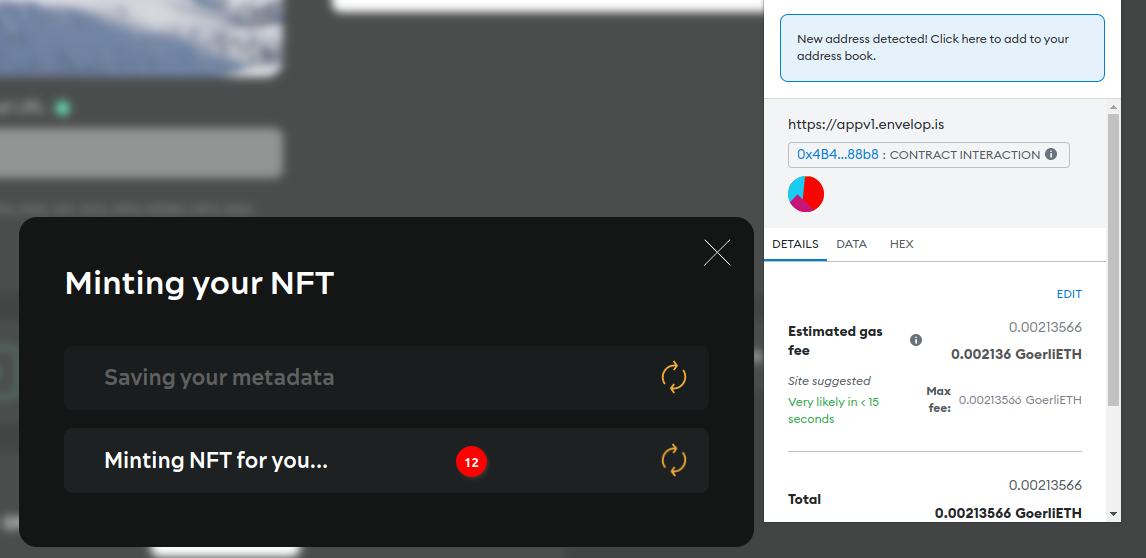 Minting your NFT
Saving your metadata
Minting NFT for you...
12
New address detected! Click here to add to your
address book.
https://appv1.envelop.is
0x4B4...88b8 : CONTRACT INTERACTION
DETAILS DATA HEX
EDIT
Estimated gas
fee
0.00213566
0.002136 GoerliETH
Site suggested
Very likely in < 15
seconds
Max
fee:
0.00213566 GoerliETH
Total
0.00213566
0.00213566 GoerliETH